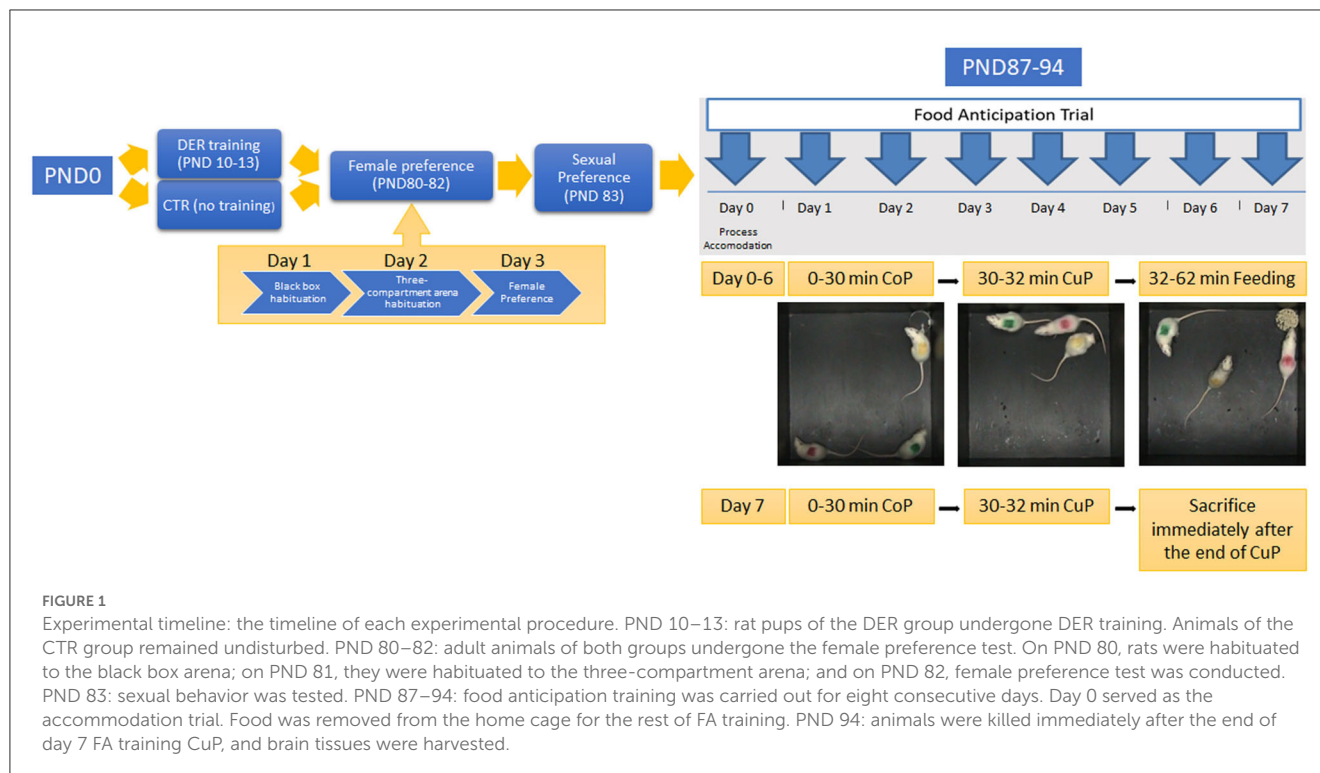 PND0
DER training
(PND 10-13)
CTR (no training)
Female preference
(PND80-82)
Sexual
Preference
(PND 83)
Day 1
Black box
habituation
Day 2
Three-
compartment arena
habituation
Day 3
Female
Preference
PND87-94
Food Anticipation Trial
Day 0
Process
Accomodation
Day 1
Day 2
Day 3
Day 4
Day 5
Day 6
Day 7
Day 0-6
0-30 min CoP
30-32 min CuP
32-62 min Feeding
Day 7
0-30 min CoP
30-32 min CuP
Sacrifice
immediately after
the end of CuP
FIGURE 1
Experimental timeline: the timeline of each experimental procedure. PND 10–13: rat pups of the DER group undergone DER training. Animals of the
CTR group remained undisturbed. PND 80–82: adult animals of both groups undergone the female preference test. On PND 80, rats were habituated
to the black box arena; on PND 81, they were habituated to the three-compartment arena; and on PND 82, female preference test was conducted.
PND 83: sexual behavior was tested. PND 87–94: food anticipation training was carried out for eight consecutive days. Day 0 served as the
accommodation trial. Food was removed from the home cage for the rest of FA training. PND 94: animals were killed immediately after the end of
day 7 FA training CuP, and brain tissues were harvested.